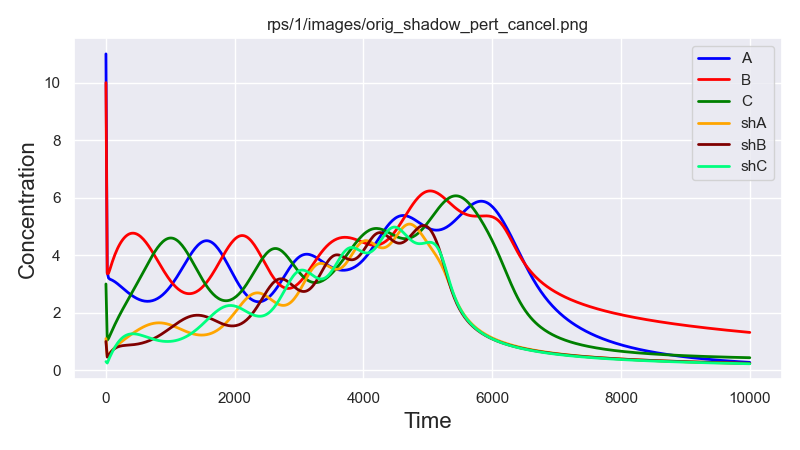 rps/1/images/orig_shadow_pert_cancel.png
Concentration
10
8
6
4
2
0
A
B
C
shA
shB
shC
0
2000
4000
6000
8000
10000
Time